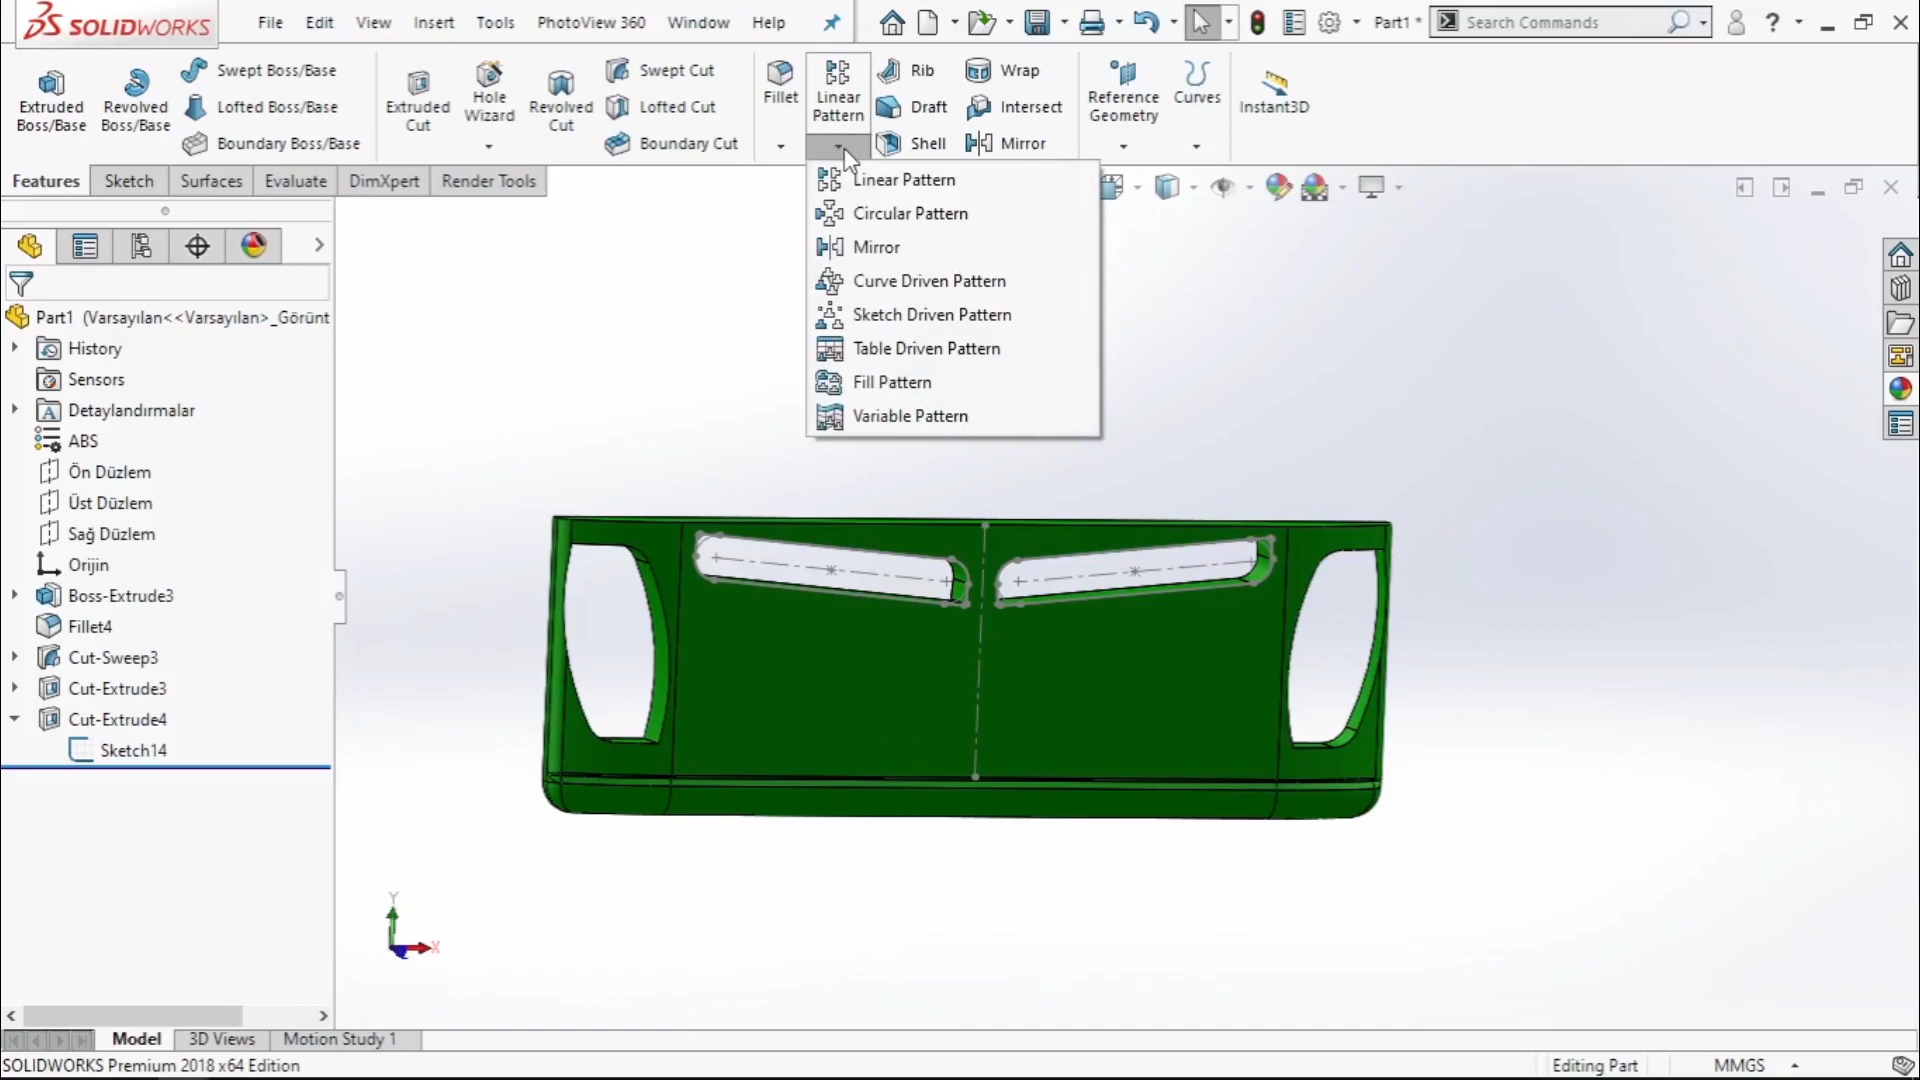 SOLIDWORKS File Edit View Insert Tools PhotoView 360 Window Help Part1 * Search Commands ?
Extruded Boss/Base
Revolved Boss/Base
Swept Boss/Base
Lofted Boss/Base
Boundary Boss/Base
Extruded Cut
Hole Wizard
Revolved Cut
Swept Cut
Lofted Cut
Boundary Cut
Fillet
Linear Pattern
Rib
Draft
Shell
Wrap
Intersect
Mirror
Reference Geometry
Curves
Instant3D
Features Sketch Surfaces Evaluate DimXpert Render Tools
Linear Pattern
Circular Pattern
Mirror
Curve Driven Pattern
Sketch Driven Pattern
Table Driven Pattern
Fill Pattern
Variable Pattern
Part1 (Varsayılan<<Varsayılan>_Görünt
History
Sensors
Detaylandırmalar
ABS
Ön Düzlem
Üst Düzlem
Sağ Düzlem
Orijin
Boss-Extrude3
Fillet4
Cut-Sweep3
Cut-Extrude3
Cut-Extrude4
Sketch14
Y
X
Model 3D Views Motion Study 1
SOLIDWORKS Premium 2018 x64 Edition Editing Part MMGS